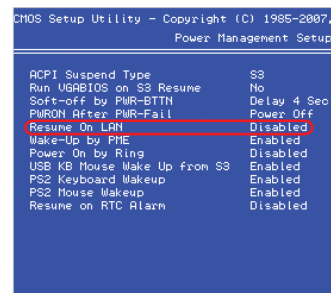 CMOS Setup Utility - Copyright (C) 1985-2007,
Power Management Setup
ACPI Suspend Type S3
Run VGABIOS on S3 Resume No
Soft-off by PWR-BTTN Delay 4 Sec
PWRON After PWR-Fail Power Off
Resume On LAN Disabled
Wake-Up by PME Enabled
Power On by Ring Disabled
USB KB Mouse Wake Up from S3 Enabled
PS2 Keyboard Wakeup Enabled
PS2 Mouse Wakeup Enabled
Resume on RTC Alarm Disabled